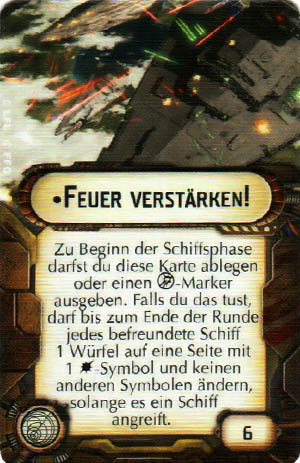 •FEUER VERSTÄRKEN!
Zu Beginn der Schiffsphase
darfst du diese Karte ablegen
oder einen -Marker
ausgeben. Falls du das tust,
darf bis zum Ende der Runde
jedes befreundete Schiff
1 Würfel auf eine Seite mit
1 -Symbol und keinen
anderen Symbolen ändern,
solange es ein Schiff
angreift.
6